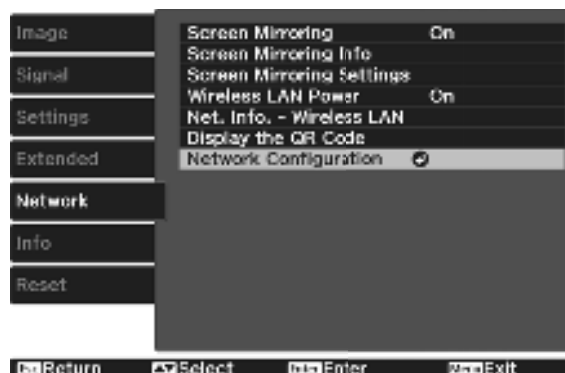 Image
Signal
Settings
Extended
Network
Info
Reset
Screen Mirroring On
Screen Mirroring Info
Screen Mirroring Settings
Wireless LAN Power On
Net. Info. - Wireless LAN
Display the QR Code
Network Configuration
Return Select Enter Exit